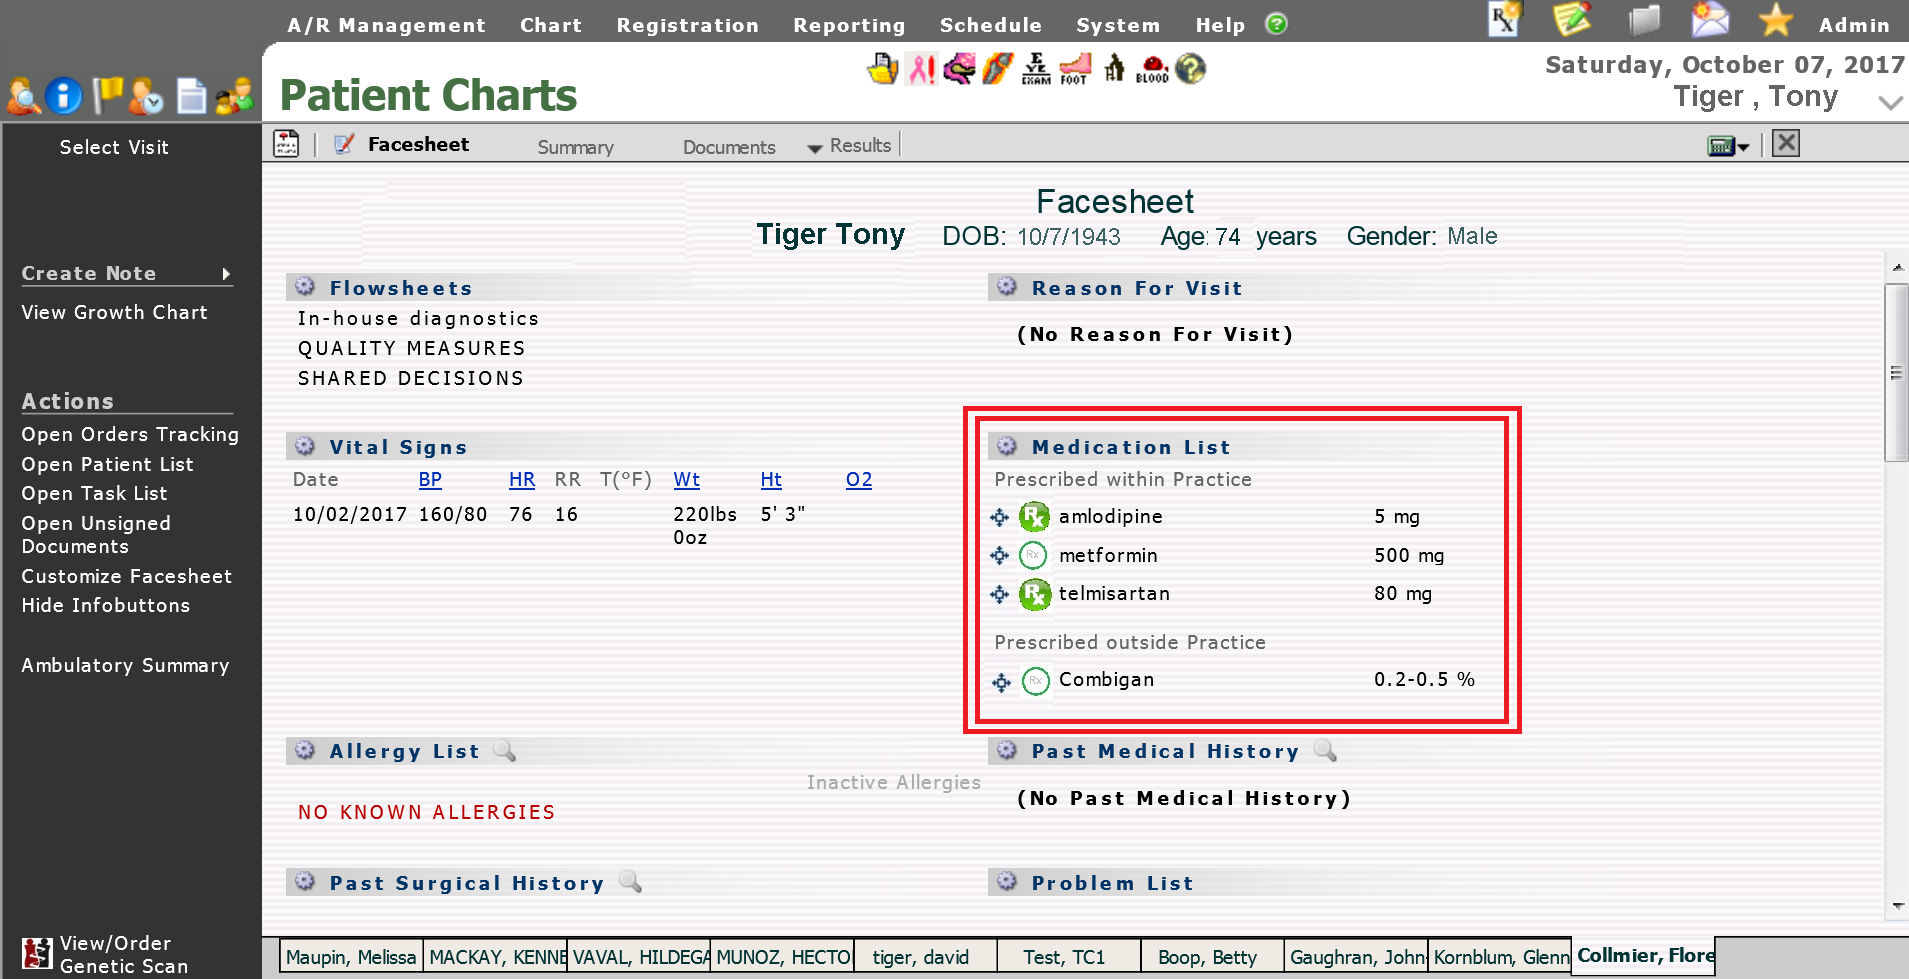 A/R Management Chart Registration Reporting Schedule System Help ? Rx Admin
Patient Charts
EYE EXAM FOOT BLOOD
Saturday, October 07, 2017
Tiger , Tony
Select Visit
Facesheet Summary Documents Results
Facesheet
Tiger Tony DOB: 10/7/1943 Age: 74 years Gender: Male
Create Note
View Growth Chart
Actions
Open Orders Tracking
Open Patient List
Open Task List
Open Unsigned
Documents
Customize Facesheet
Hide Infobuttons
Ambulatory Summary
View/Order
Genetic Scan
Flowsheets
In-house diagnostics
QUALITY MEASURES
SHARED DECISIONS
Reason For Visit
(No Reason For Visit)
Vital Signs
Date BP HR RR T(°F) Wt Ht O2
10/02/2017 160/80 76 16 220lbs 5' 3"
0oz
Medication List
Prescribed within Practice
Rx amlodipine 5 mg
Rx metformin 500 mg
Rx telmisartan 80 mg
Prescribed outside Practice
Rx Combigan 0.2-0.5 %
Allergy List
Inactive Allergies
NO KNOWN ALLERGIES
Past Medical History
(No Past Medical History)
Past Surgical History
Problem List
Maupin, Melissa MACKAY, KENNE VAVAL, HILDEGA MUNOZ, HECTO tiger, david Test, TC1 Boop, Betty Gaughran, John Kornblum, Glenn Collmier, Flore